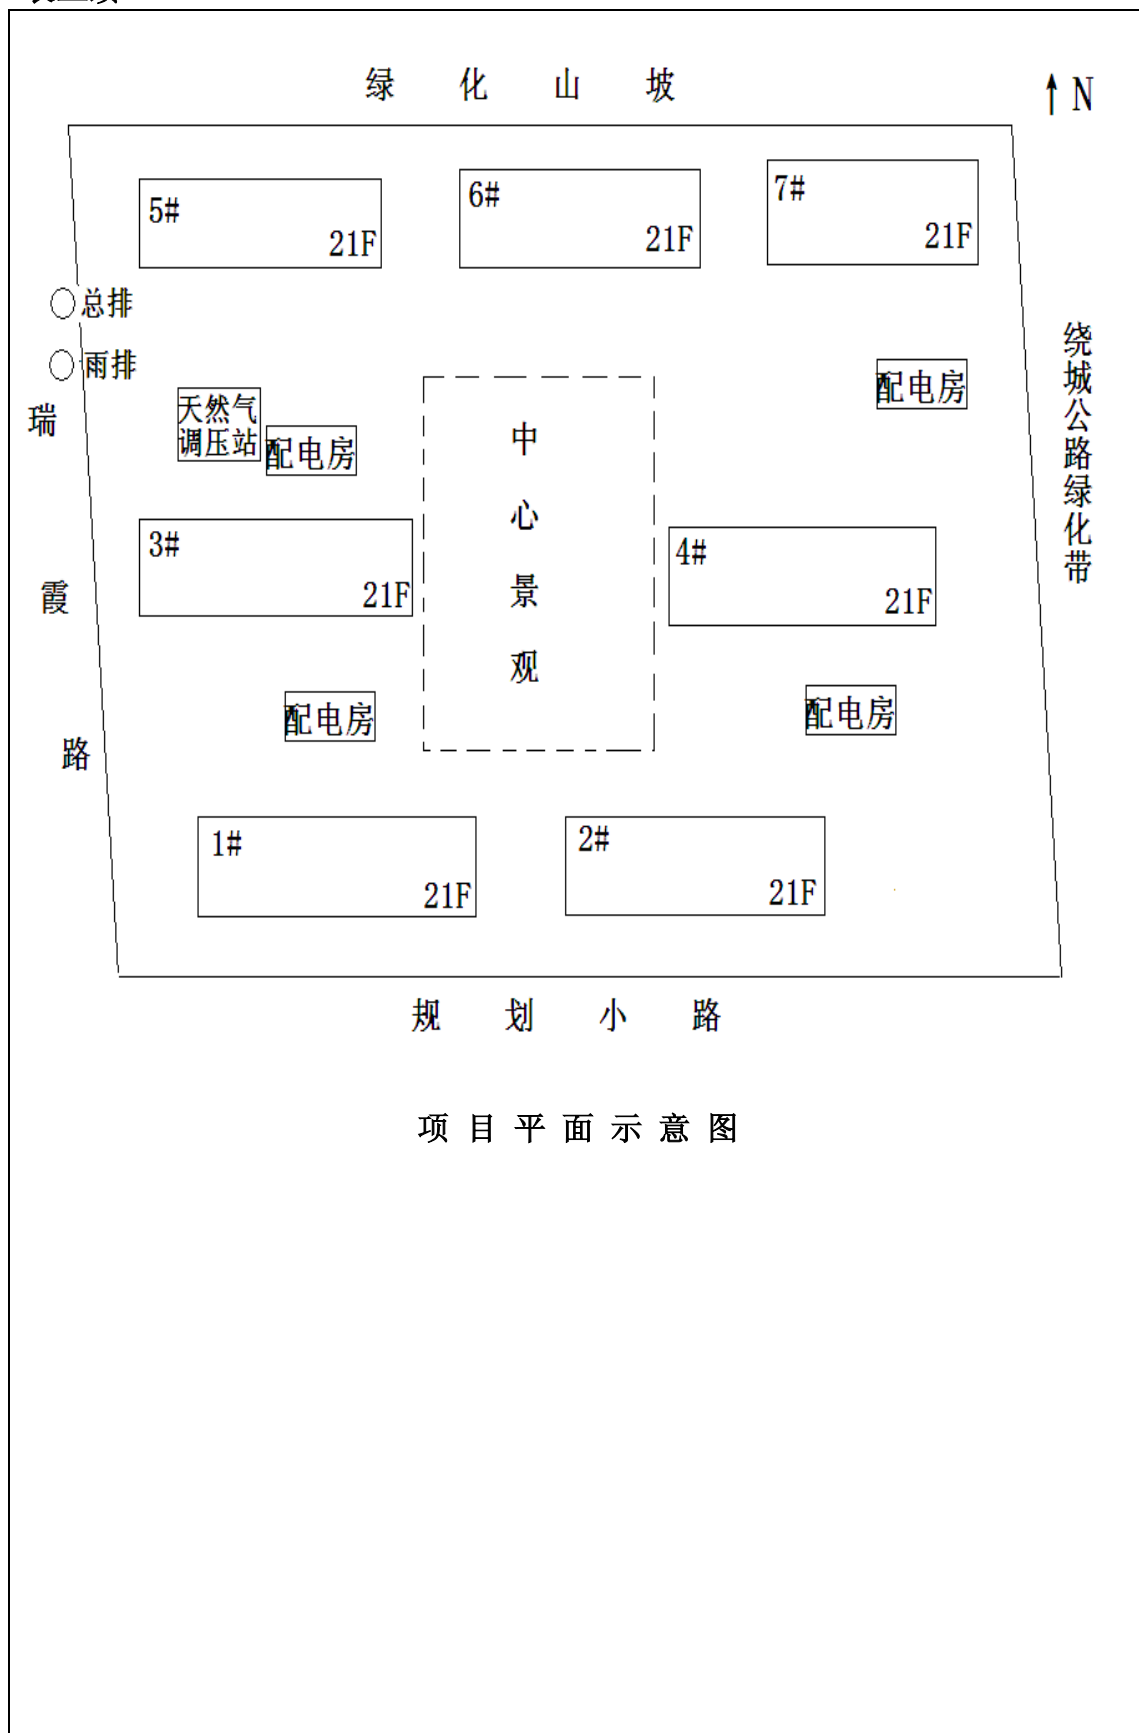 绿化山坡
N
5#
21F
6#
21F
7#
21F
总排
雨排
瑞霞路
天然气
调压站
配电房
中心景观
配电房
绕城公路绿化带
3#
21F
4#
21F
配电房
配电房
1#
21F
2#
21F
规划小路
项目平面示意图